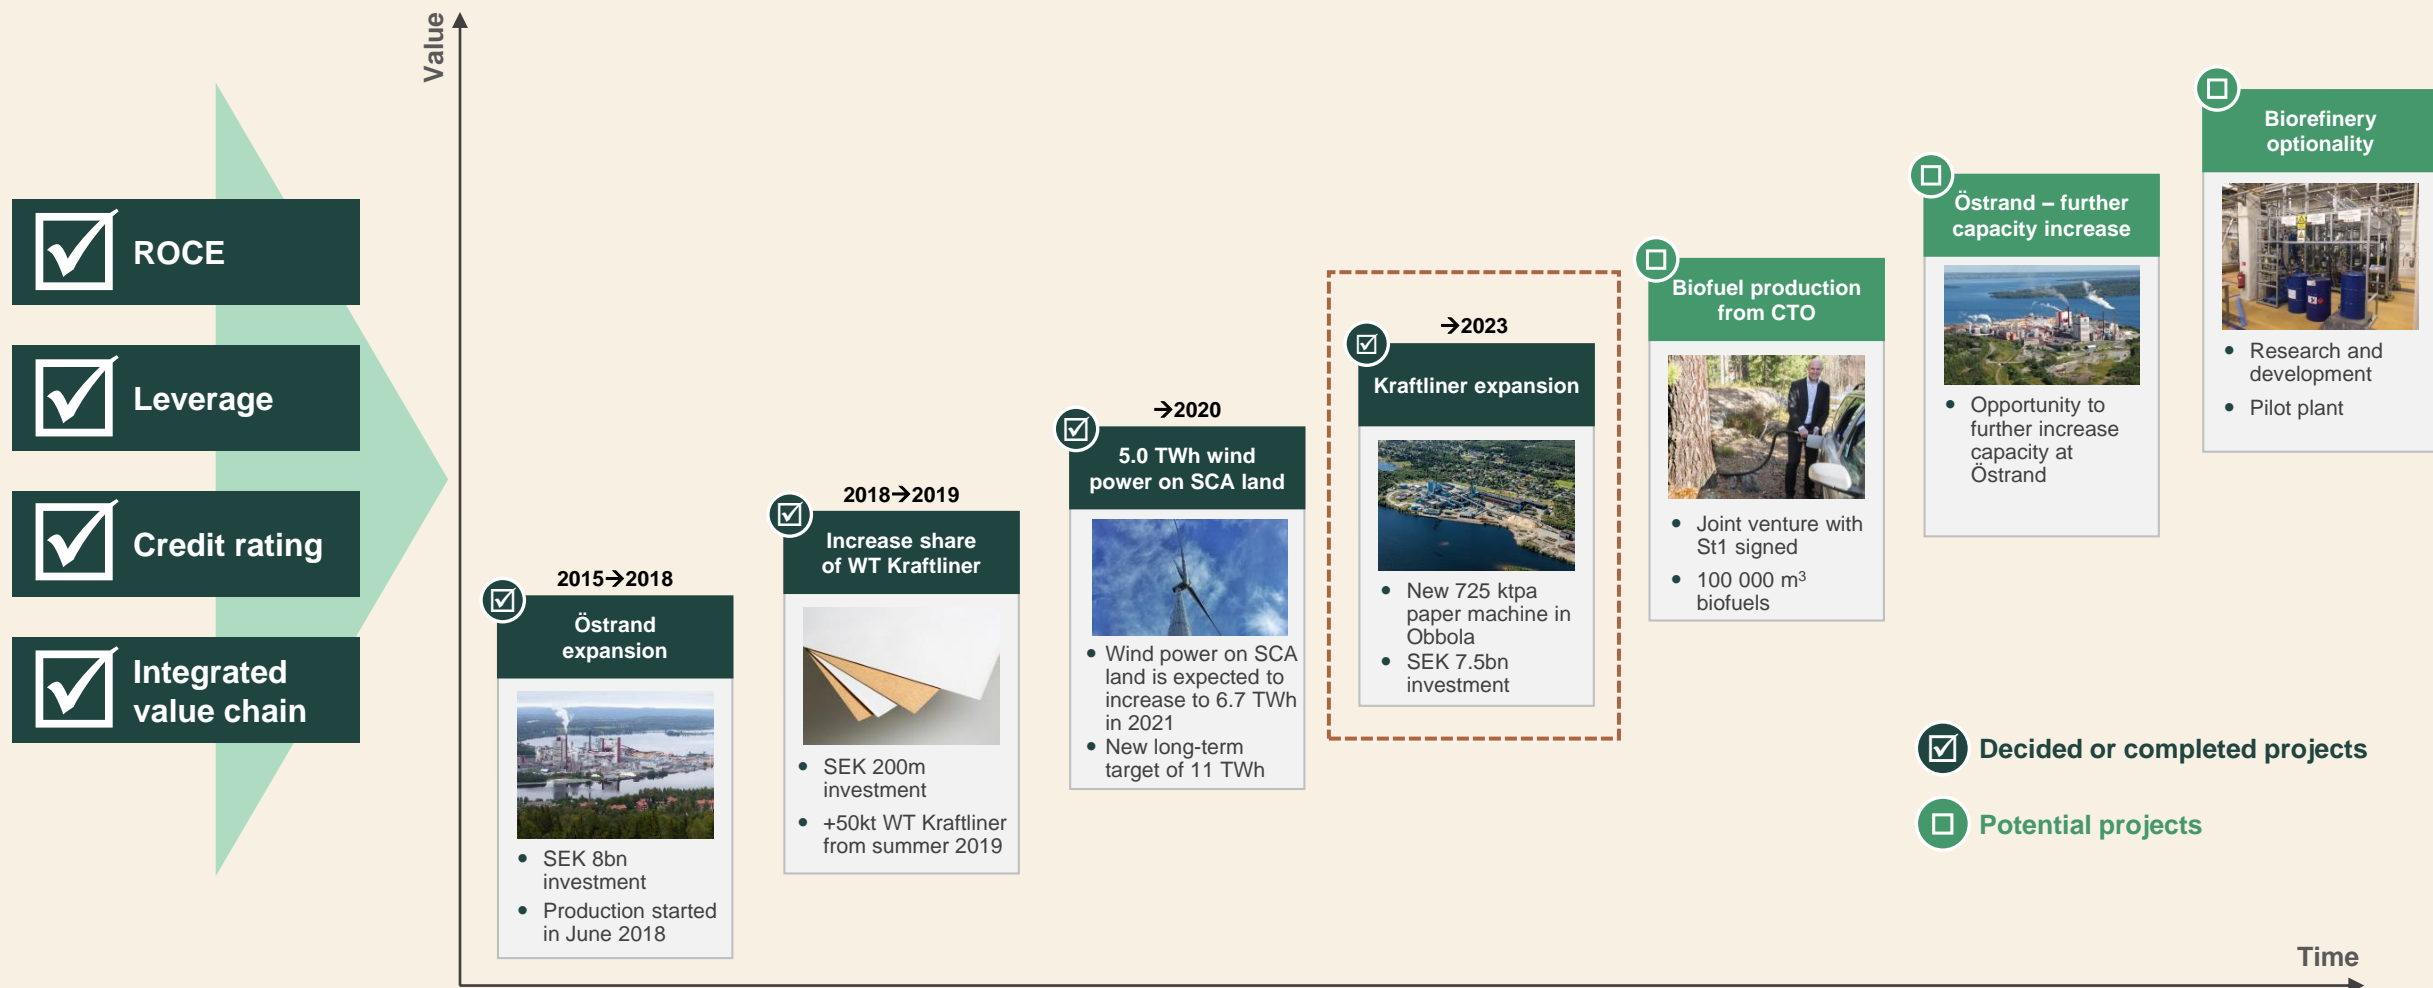 Value
ROCE
Leverage
Credit rating
Integrated
value chain
2015→2018
Östrand
expansion
• SEK 8bn
investment
• Production started
in June 2018
2018→2019
Increase share
of WT Kraftliner
• SEK 200m
investment
• +50kt WT Kraftliner
from summer 2019
→2020
5.0 TWh wind
power on SCA land
• Wind power on SCA
land is expected to
increase to 6.7 TWh
in 2021
• New long-term
target of 11 TWh
→2023
Kraftliner expansion
• New 725 ktpa
paper machine in
Obbola
• SEK 7.5bn
investment
Biofuel production
from CTO
• Joint venture with
St1 signed
• 100 000 m³
biofuels
Östrand – further
capacity increase
• Opportunity to
further increase
capacity at
Östrand
Biorefinery
optionality
• Research and
development
• Pilot plant
Decided or completed projects
Potential projects
Time